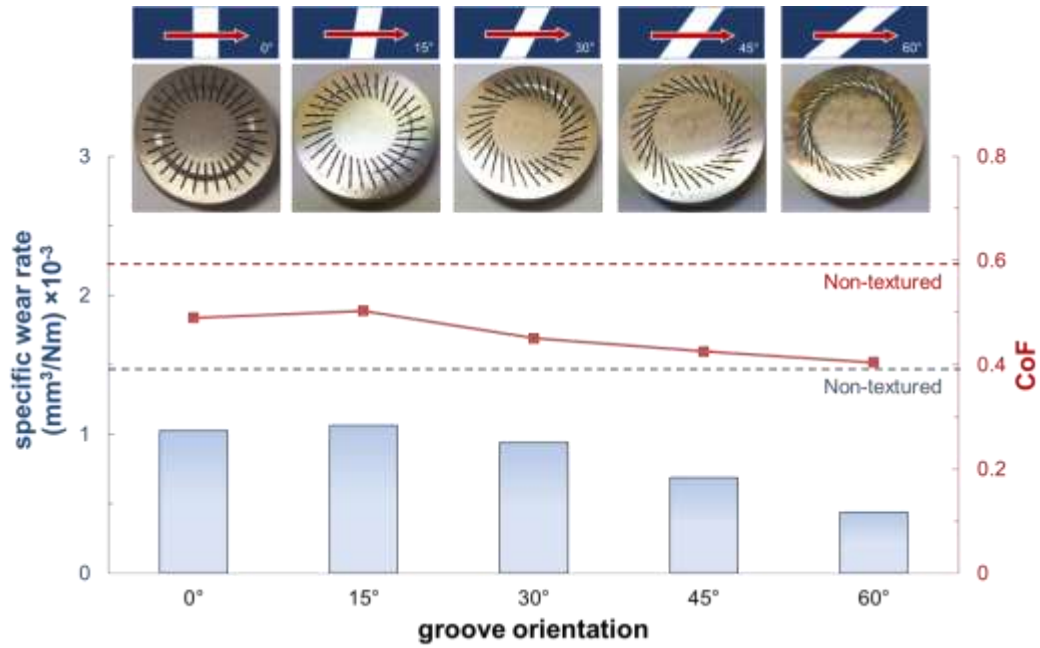 0° 15° 30° 45° 60°
3 0.8
2 0.6
1 0.4
0 0.2
0
specific wear rate
(mm³/Nm) ×10⁻³
CoF
Non-textured
Non-textured
0° 15° 30° 45° 60°
groove orientation